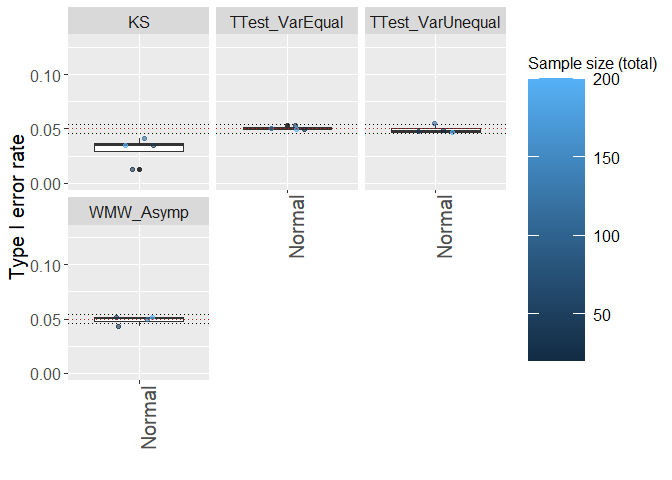 KS
TTest_VarEqual
TTest_VarUnequal
0.10
0.05
0.00
Normal
Normal
WMW_Asymp
0.10
0.05
0.00
Normal
Type I error rate
Sample size (total)
200
150
100
50